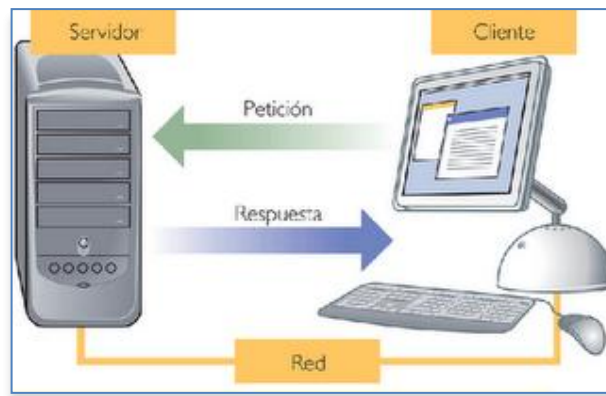 Servidor
Cliente
Petición
Respuesta
Red